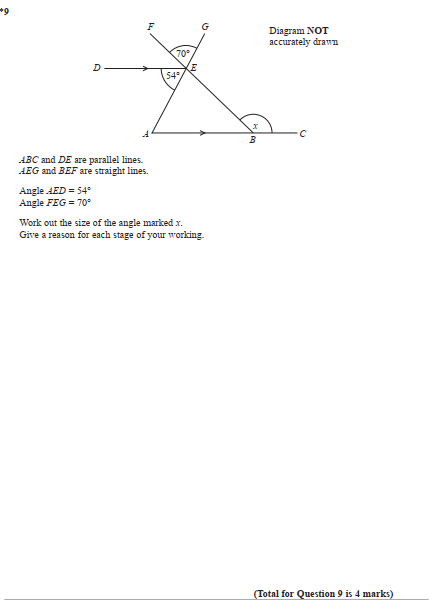 *9
F G
Diagram NOT
accurately drawn
70°
D E
54°
x
A B C
ABC and DE are parallel lines.
AEG and BEF are straight lines.
Angle AED = 54°
Angle FEG = 70°
Work out the size of the angle marked x.
Give a reason for each stage of your working.
(Total for Question 9 is 4 marks)